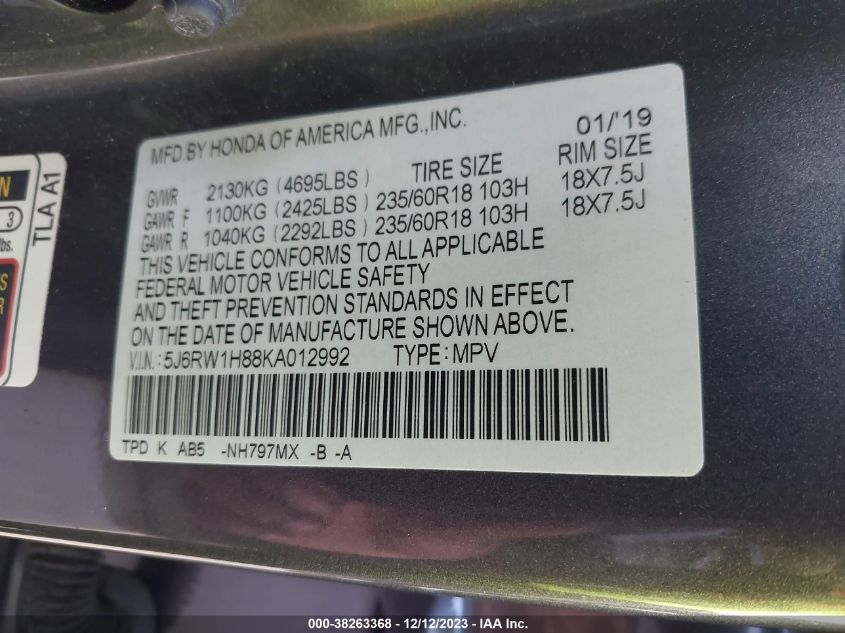 MFD.BY HONDA OF AMERICA MFG.,INC. 01/'19
TIRE SIZE RIM SIZE
GVWR 2130KG (4695LBS)
GAWR F 1100KG (2425LBS) 235/60R18 103H 18X7.5J
GAWR R 1040KG (2292LBS) 235/60R18 103H 18X7.5J
THIS VEHICLE CONFORMS TO ALL APPLICABLE
FEDERAL MOTOR VEHICLE SAFETY
AND THEFT PREVENTION STANDARDS IN EFFECT
ON THE DATE OF MANUFACTURE SHOWN ABOVE.
V.I.N.: 5J6RW1H88KA012992 TYPE: MPV
TPD K AB5 -NH797MX -B -A
TLA A1
N
3
lbs.
S
R
000-38263368 - 12/12/2023 - IAA Inc.